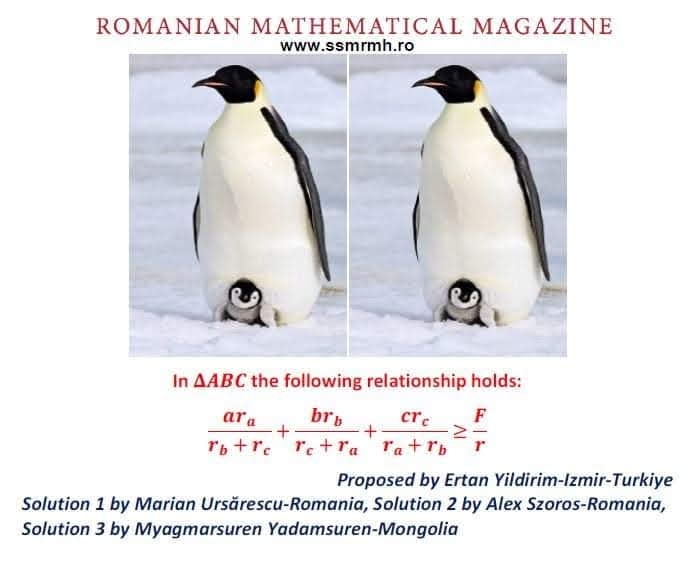 ROMANIAN MATHEMATICAL MAGAZINE
www.ssmrmh.ro
In ΔABC the following relationship holds:
ar_a/(r_b + r_c) + br_b/(r_c + r_a) + cr_c/(r_a + r_b) ≥ F/r
Proposed by Ertan Yildirim-Izmir-Turkiye
Solution 1 by Marian Ursărescu-Romania, Solution 2 by Alex Szoros-Romania,
Solution 3 by Myagmarsuren Yadamsuren-Mongolia